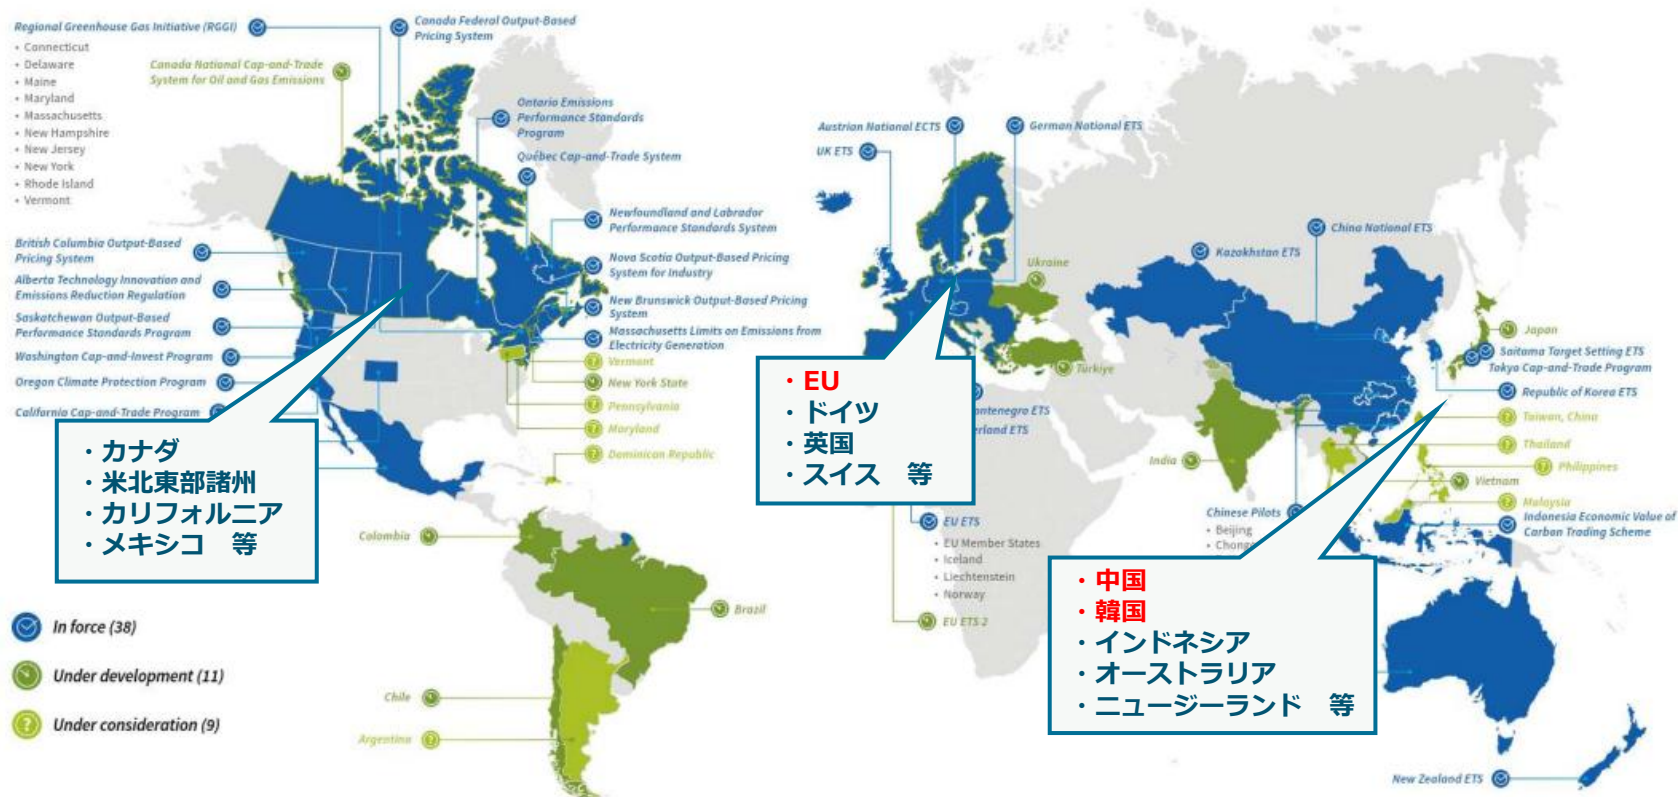 Regional Greenhouse Gas Initiative (RGGI)
• Connecticut
• Delaware
• Maine
• Maryland
• Massachusetts
• New Hampshire
• New Jersey
• New York
• Rhode Island
• Vermont
Canada National Cap-and-Trade
System for Oil and Gas Emissions
Canada Federal Output-Based
Pricing System
Ontario Emissions
Performance Standards
Program
Québec Cap-and-Trade System
Newfoundland and Labrador
Performance Standards System
Nova Scotia Output-Based Pricing
System for Industry
New Brunswick Output-Based Pricing
System
Massachusetts Limits on Emissions from
Electricity Generation
Vermont
New York State
Pennsylvania
Maryland
Dominican Republic
British Columbia Output-Based
Pricing System
Alberta Technology Innovation and
Emissions Reduction Regulation
Saskatchewan Output-Based
Performance Standards Program
Washington Cap-and-Invest Program
Oregon Climate Protection Program
California Cap-and-Trade Program
・カナダ
・米北東部諸州
・カリフォルニア
・メキシコ 等
Colombia
Brazil
Chile
Argentina
In force (38)
Under development (11)
Under consideration (9)
Austrian National ECTS
German National ETS
UK ETS
Ukraine
Türkiye
・EU
・ドイツ
・英国
・スイス 等
ETS
ETS
EU ETS
• EU Member States
• Iceland
• Liechtenstein
• Norway
EU ETS 2
Kazakhstan ETS
China National ETS
Japan
Saitama Target Setting ETS
Tokyo Cap-and-Trade Program
Republic of Korea ETS
Taiwan, China
Thailand
Philippines
Vietnam
Malaysia
Indonesia Economic Value of
Carbon Trading Scheme
India
Chinese Pilots
• Beijing
・中国
・韓国
・インドネシア
・オーストラリア
・ニュージーランド 等
New Zealand ETS